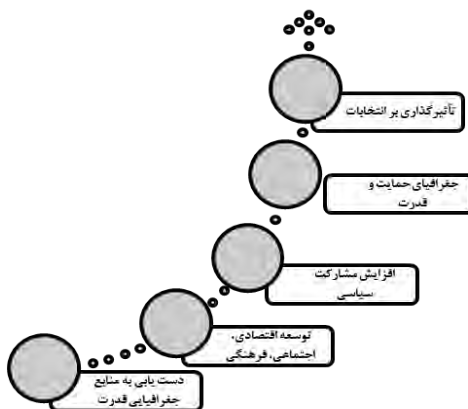 تأثیرگذاری بر انتخابات
جغرافیای حمایت و
قدرت
افزایش مشارکت
سیاسی
توسعه اقتصادی،
اجتماعی، فرهنگی
دست یابی به منابع
جغرافیایی قدرت